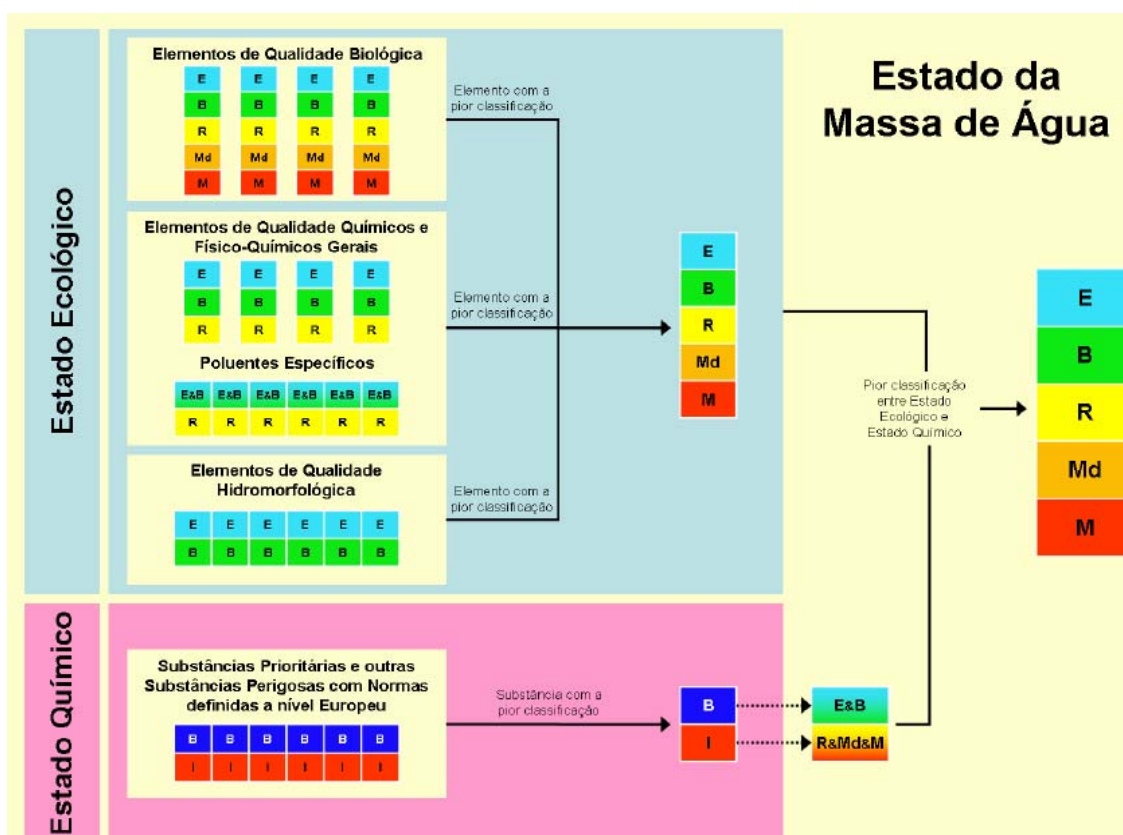 Estado da
Massa de Água
Estado Ecológico
Elementos de Qualidade Biológica
E E E E
B B B B
R R R R
Md Md Md Md
M M M M
Elemento com a
pior classificação
Elementos de Qualidade Químicos e
Físico-Químicos Gerais
E E E E
B B B B
R R R R
Poluentes Específicos
E&B E&B E&B E&B E&B E&B
R R R R R R
Elemento com a
pior classificação
Elementos de Qualidade
Hidromorfológica
E E E E E E
B B B B B B
Elemento com a
pior classificação
E
B
R
Md
M
Estado Químico
Substâncias Prioritárias e outras
Substâncias Perigosas com Normas
definidas a nível Europeu
B B B B B B
I I I I I I
Substância com a
pior classificação
B
I
E&B
R&Md&M
Pior classificação
entre Estado
Ecológico e
Estado Químico
E
B
R
Md
M